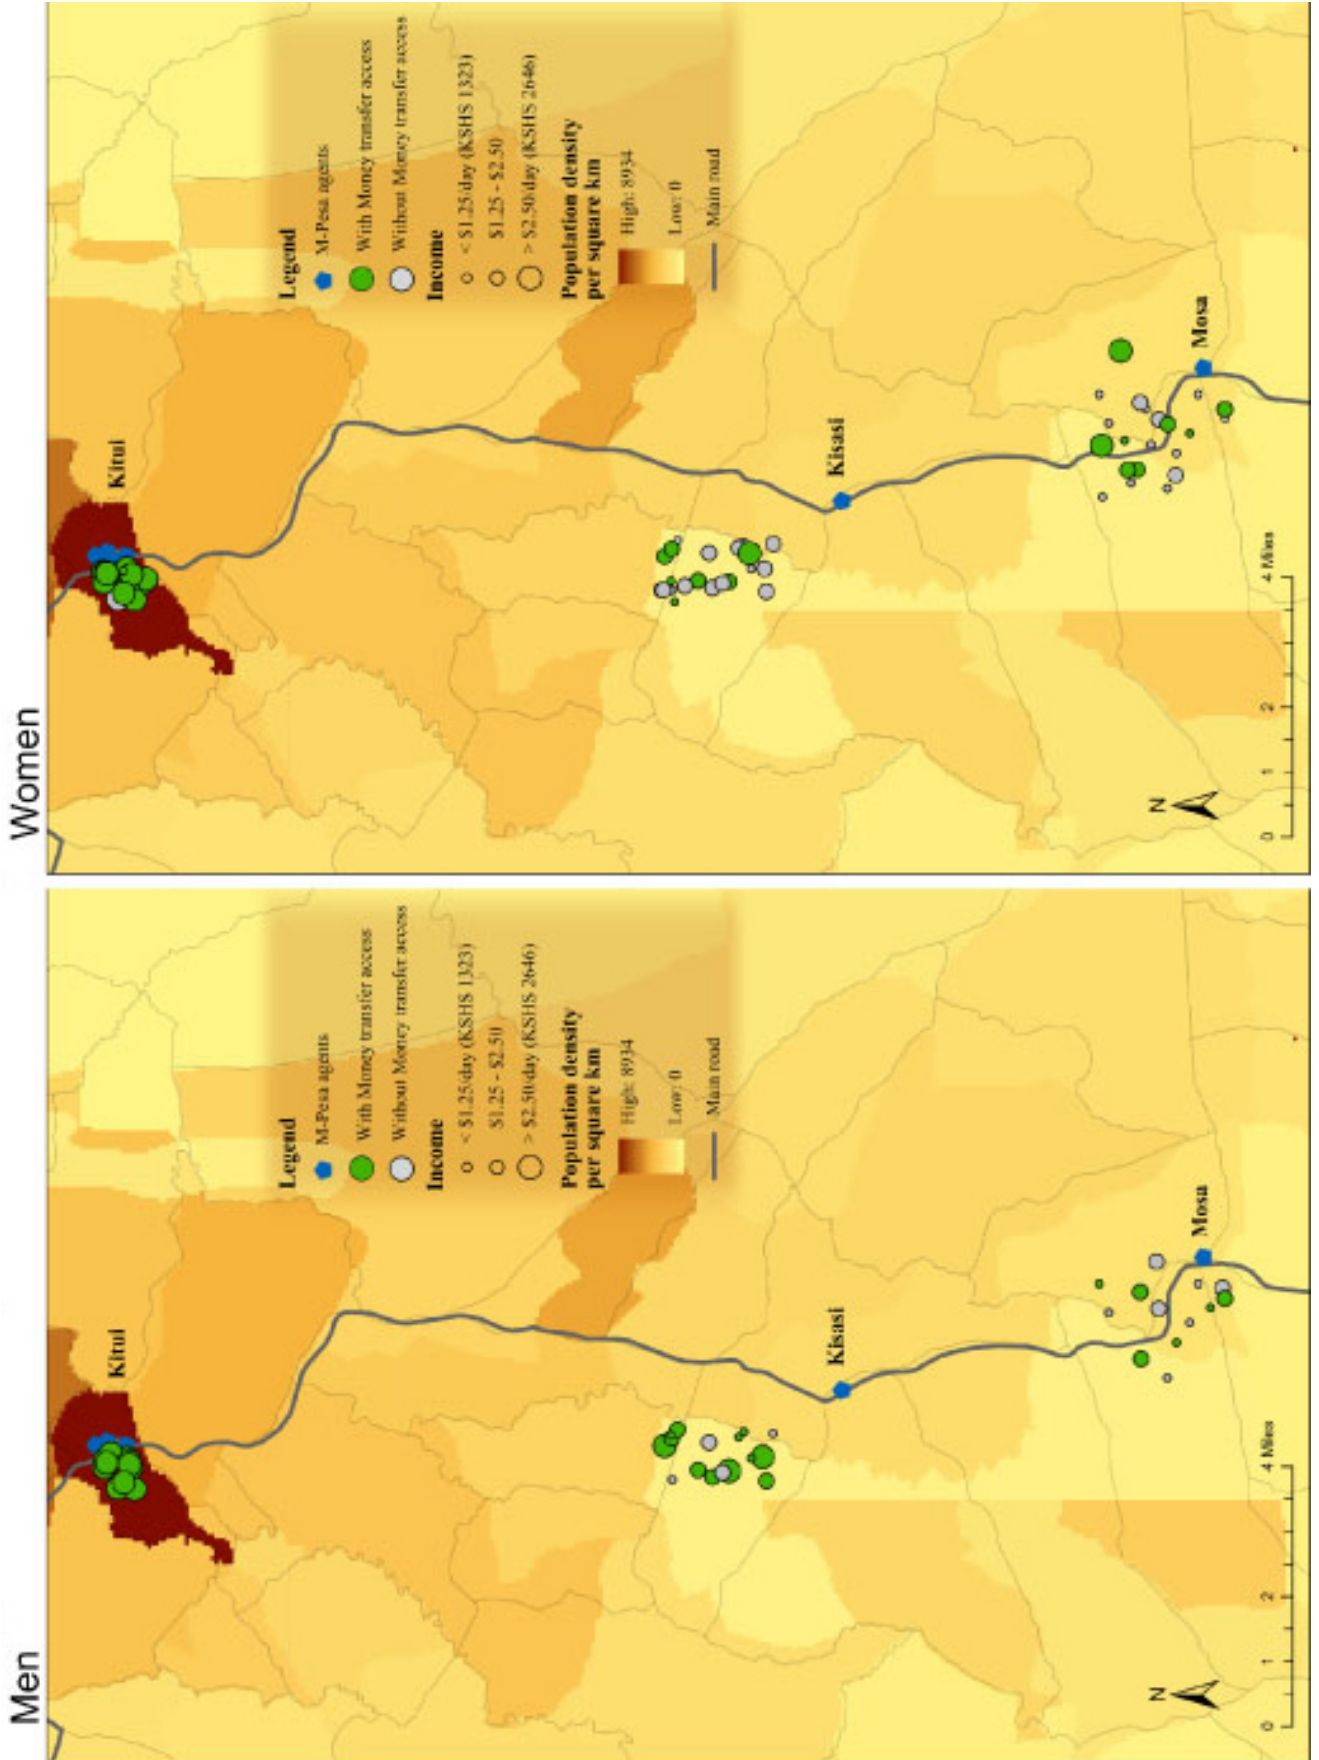 Men
Kitui
Legend
M-Pesa agents
With Money transfer access
Without Money transfer access
Income
< $1.25/day (KSHS 1323)
$1.25 - $2.50
> $2.50/day (KSHS 2646)
Population density
per square km
High: 8934
Low: 0
Main road
Kisasi
Mosa
N
0 1 2 4 Miles
Women
Kitui
Legend
M-Pesa agents
With Money transfer access
Without Money transfer access
Income
< $1.25/day (KSHS 1323)
$1.25 - $2.50
> $2.50/day (KSHS 2646)
Population density
per square km
High: 8934
Low: 0
Main road
Kisasi
Mosa
N
0 1 2 4 Miles